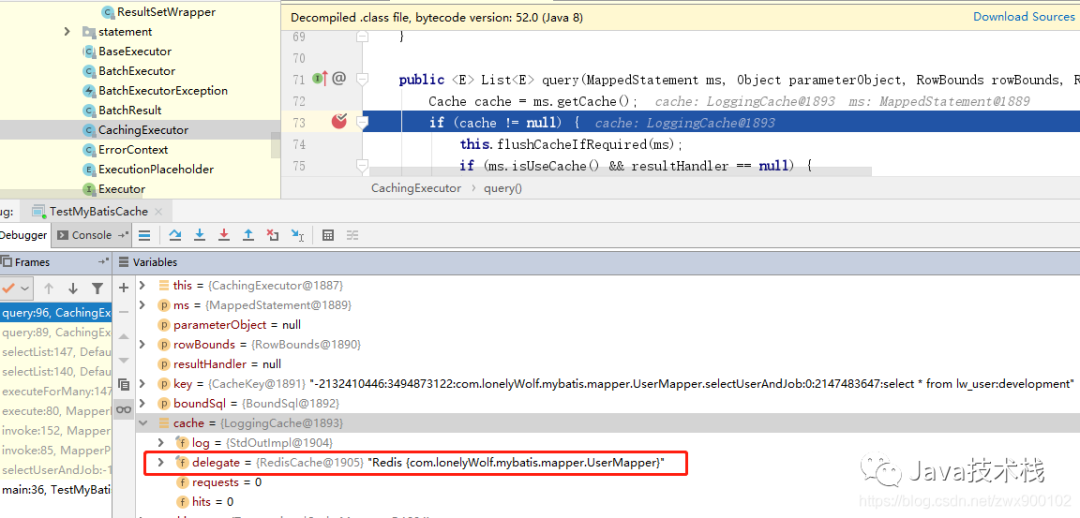 ResultSetWrapper
statement
BaseExecutor
BatchExecutor
BatchExecutorException
BatchResult
CachingExecutor
ErrorContext
ExecutionPlaceholder
Executor
Decompiled .class file, bytecode version: 52.0 (Java 8)
Download Sources
69 }
70
71 @ public <E> List<E> query(MappedStatement ms, Object parameterObject, RowBounds rowBounds, R
72 Cache cache = ms.getCache(); cache: LoggingCache@1893 ms: MappedStatement@1889
73 if (cache != null) { cache: LoggingCache@1893
74 this.flushCacheIfRequired(ms);
75 if (ms.isUseCache() && resultHandler == null) {
CachingExecutor › query()
ug: TestMyBatisCache ×
Debugger Console
Frames
Variables
query:96, CachingEx
query:89, CachingEx
selectList:147, Defau
selectList:140, Defau
executeForMany:147
execute:80, MapperI
invoke:152, Mapper
invoke:85, MapperP
selectUserAndJob:-1
main:36, TestMyBati
this = {CachingExecutor@1887}
ms = {MappedStatement@1889}
parameterObject = null
rowBounds = {RowBounds@1890}
resultHandler = null
key = {CacheKey@1891} "-2132410446:3494873122:com.lonelyWolf.mybatis.mapper.UserMapper.selectUserAndJob:0:2147483647:select * from lw_user:development"
boundSql = {BoundSql@1892}
cache = {LoggingCache@1893}
log = {StdOutImpl@1904}
delegate = {RedisCache@1905} "Redis {com.lonelyWolf.mybatis.mapper.UserMapper}"
requests = 0
hits = 0
Java技术栈
https://blog.csdn.net/zwx900102